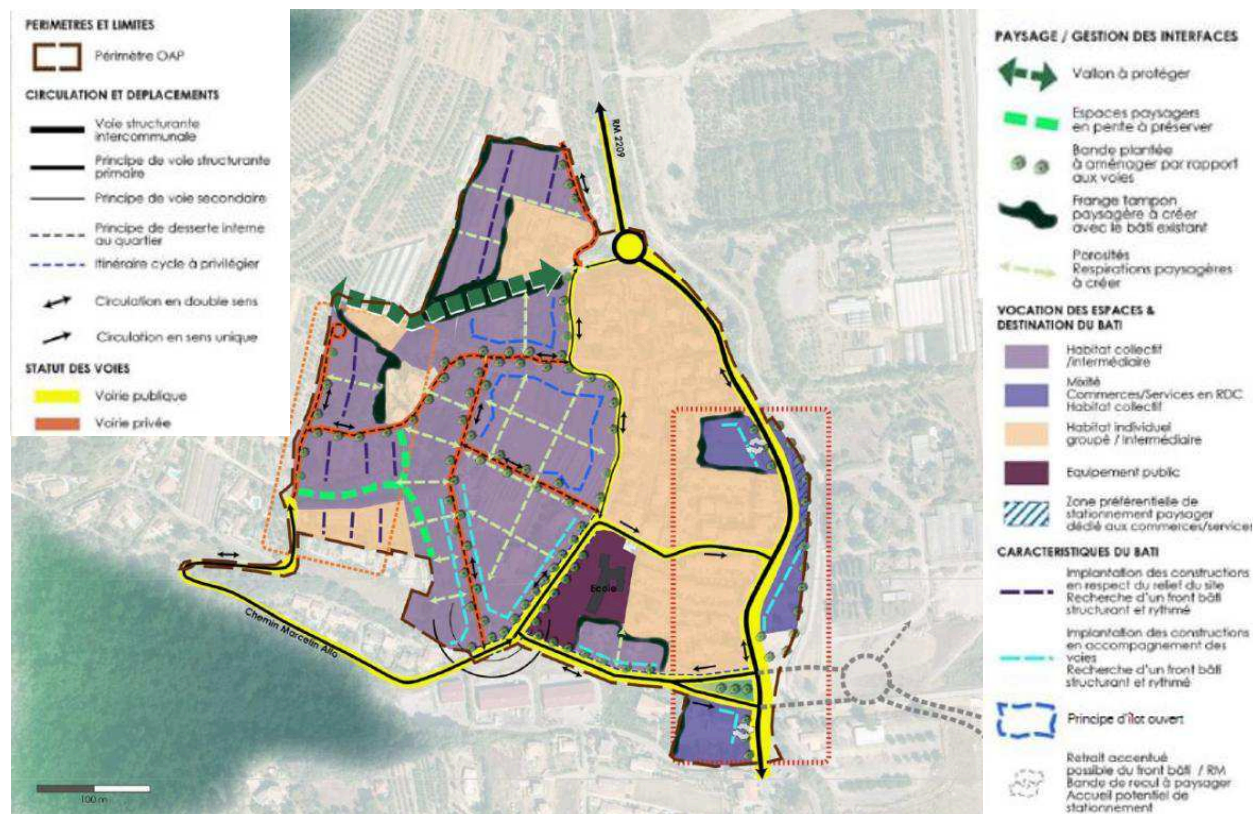 PERIMETRES ET LIMITES
Périmètre OAP
CIRCULATION ET DEPLACEMENTS
Voie structurante
intercommunale
Principe de voie structurante
primaire
Principe de voie secondaire
Principe de desserte interne
au quartier
Itinéraire cycle à privilégier
Circulation en double sens
Circulation en sens unique
STATUT DES VOIES
Voirie publique
Voirie privée
RM 2209
Ecole
Chemin Marcelin Allo
100 m
PAYSAGE / GESTION DES INTERFACES
Vallon à protéger
Espaces paysagers
en pente à préserver
Bande plantée
à aménager par rapport
aux voies
Frange tampon
paysagère à créer
avec le bâti existant
Porosités
Respirations paysagères
à créer
VOCATION DES ESPACES &
DESTINATION DU BATI
Habitat collectif
/intermédiaire
Mixité
Commerces/Services en RDC
Habitat collectif
Habitat individuel
groupé / Intermédiaire
Equipement public
Zone préférentielle de
stationnement paysager
dédié aux commerces/services
CARACTERISTIQUES DU BATI
Implantation des constructions
en respect du relief du site
Recherche d'un front bâti
structurant et rythmé
Implantation des constructions
en accompagnement des
voies
Recherche d'un front bâti
structurant et rythmé
Principe d'îlot ouvert
Retrait accentué
possible du front bâti / RM
Bande de recul à paysager
Accueil potentiel de
stationnement